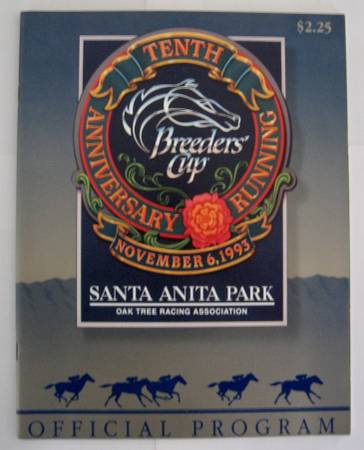 $2.25
TENTH
ANNIVERSARY RUNNING
Breeders'
Cup
NOVEMBER 6, 1993
SANTA ANITA PARK
OAK TREE RACING ASSOCIATION
OFFICIAL PROGRAM